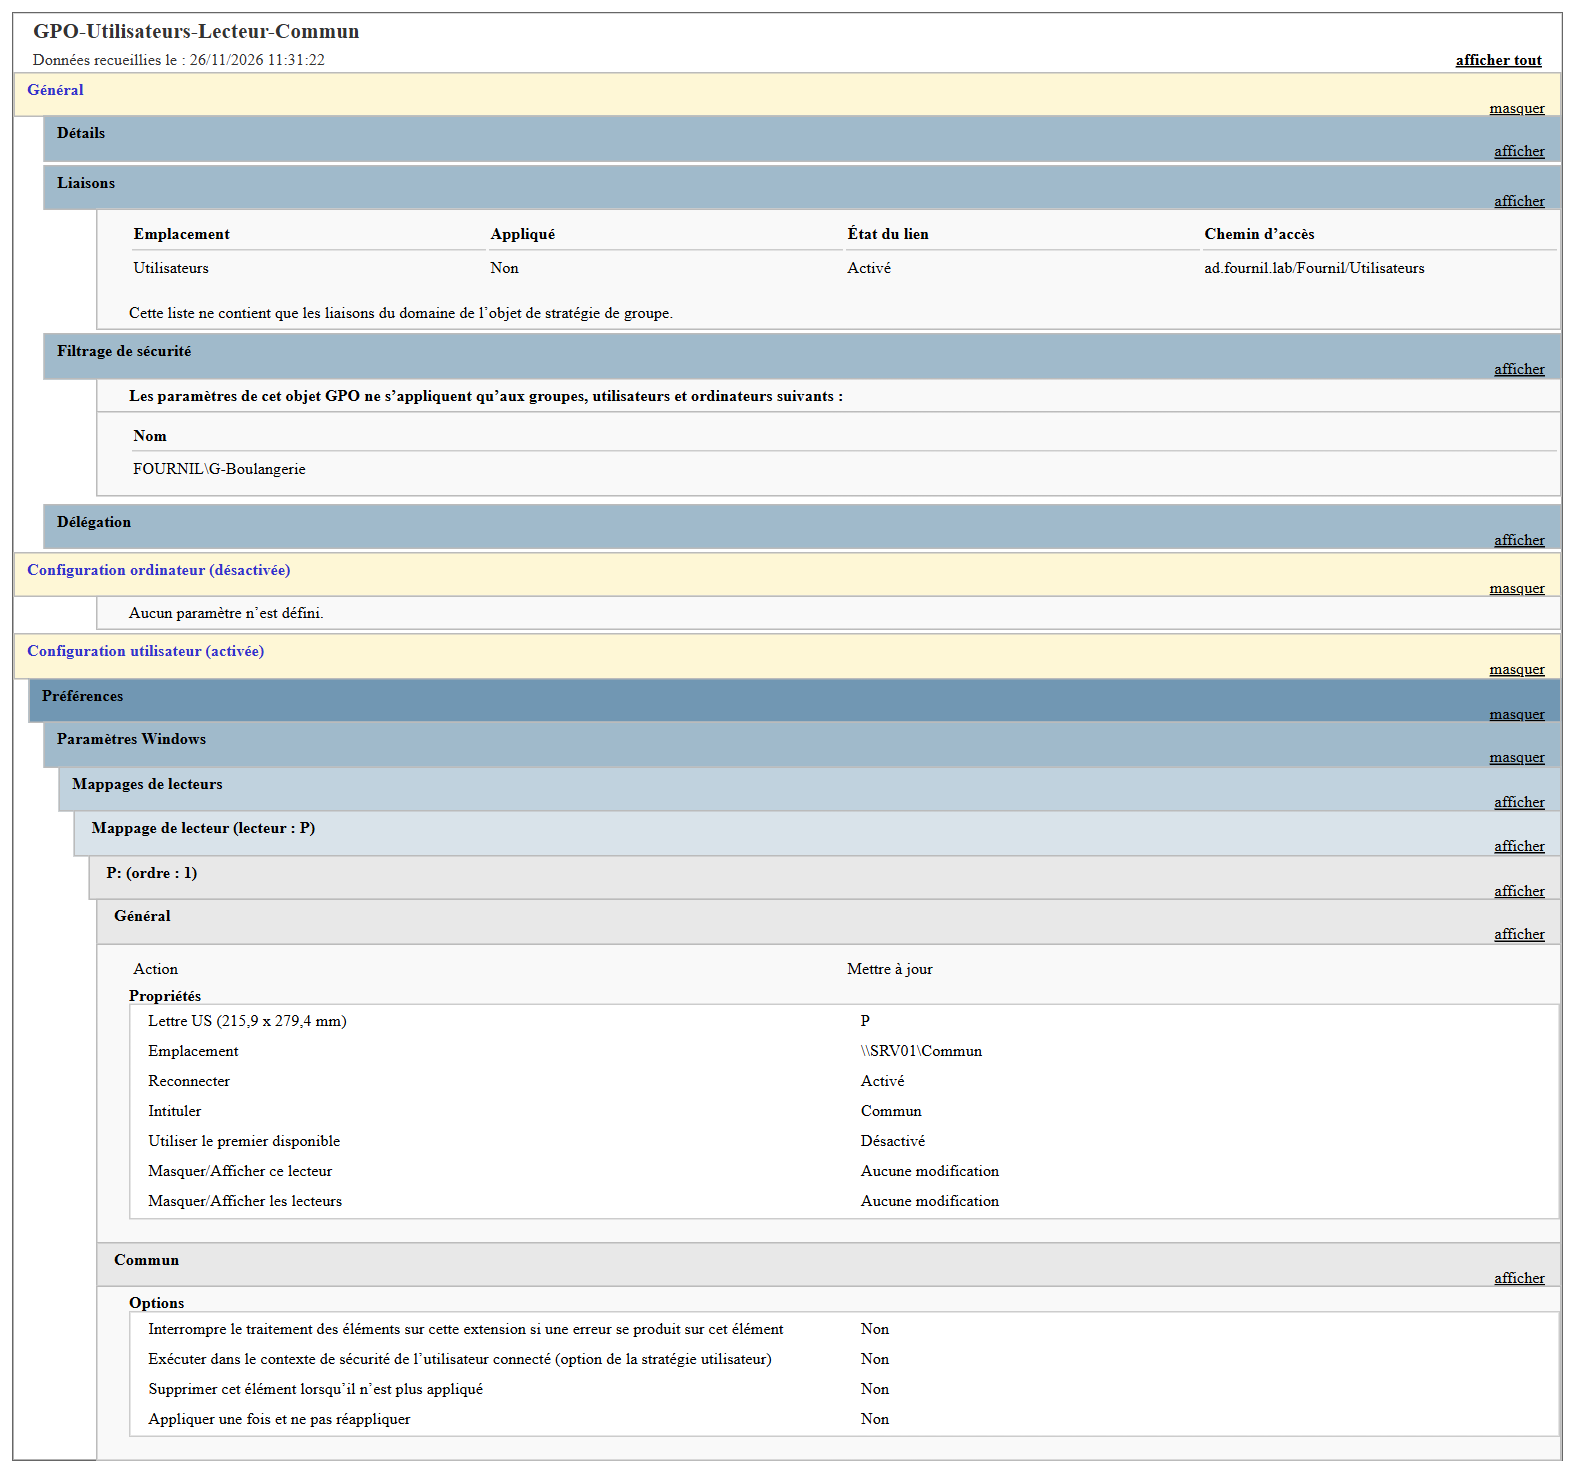 GPO-Utilisateurs-Lecteur-Commun
Données recueillies le : 26/11/2026 11:31:22
afficher tout
Général
masquer
Détails
afficher
Liaisons
afficher
Emplacement Appliqué État du lien Chemin d’accès
Utilisateurs Non Activé ad.fournil.lab/Fournil/Utilisateurs
Cette liste ne contient que les liaisons du domaine de l’objet de stratégie de groupe.
Filtrage de sécurité
afficher
Les paramètres de cet objet GPO ne s’appliquent qu’aux groupes, utilisateurs et ordinateurs suivants :
Nom
FOURNIL\G-Boulangerie
Délégation
afficher
Configuration ordinateur (désactivée)
masquer
Aucun paramètre n’est défini.
Configuration utilisateur (activée)
masquer
Préférences
masquer
Paramètres Windows
masquer
Mappages de lecteurs
afficher
Mappage de lecteur (lecteur : P)
afficher
P: (ordre : 1)
afficher
Général
afficher
Action Mettre à jour
Propriétés
Lettre US (215,9 x 279,4 mm) P
Emplacement \\SRV01\Commun
Reconnecter Activé
Intituler Commun
Utiliser le premier disponible Désactivé
Masquer/Afficher ce lecteur Aucune modification
Masquer/Afficher les lecteurs Aucune modification
Commun
afficher
Options
Interrompre le traitement des éléments sur cette extension si une erreur se produit sur cet élément Non
Exécuter dans le contexte de sécurité de l’utilisateur connecté (option de la stratégie utilisateur) Non
Supprimer cet élément lorsqu’il n’est plus appliqué Non
Appliquer une fois et ne pas réappliquer Non